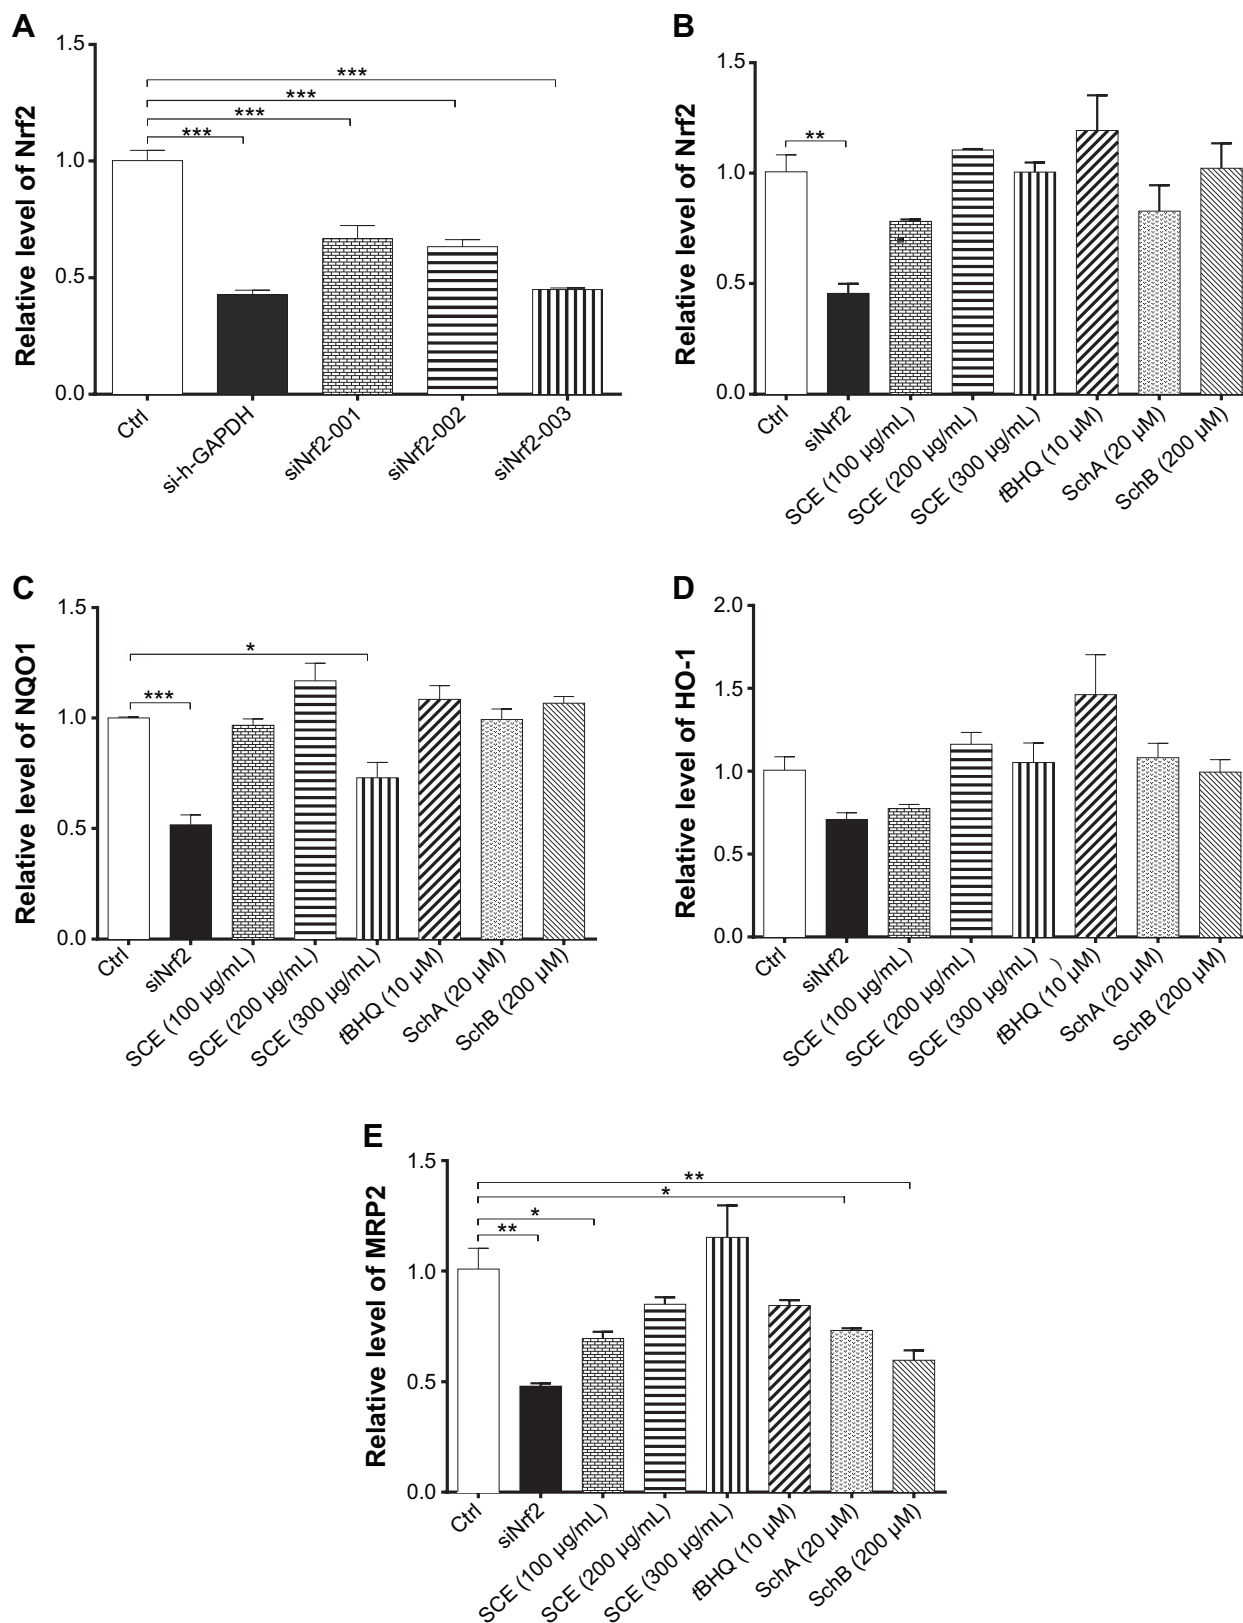 A
Relative level of Nrf2
1.5
1.0
0.5
0.0
***
***
***
***
Ctrl
si-h-GAPDH
siNrf2-001
siNrf2-002
siNrf2-003
B
Relative level of Nrf2
1.5
1.0
0.5
0.0
**
Ctrl
siNrf2
SCE (100 µg/mL)
SCE (200 µg/mL)
SCE (300 µg/mL)
tBHQ (10 µM)
SchA (20 µM)
SchB (200 µM)
C
Relative level of NQO1
1.5
1.0
0.5
0.0
*
***
Ctrl
siNrf2
SCE (100 µg/mL)
SCE (200 µg/mL)
SCE (300 µg/mL)
tBHQ (10 µM)
SchA (20 µM)
SchB (200 µM)
D
Relative level of HO-1
2.0
1.5
1.0
0.5
0.0
Ctrl
siNrf2
SCE (100 µg/mL)
SCE (200 µg/mL)
SCE (300 µg/mL)
)
tBHQ (10 µM)
SchA (20 µM)
SchB (200 µM)
E
Relative level of MRP2
1.5
1.0
0.5
0.0
**
*
*
**
Ctrl
siNrf2
SCE (100 µg/mL)
SCE (200 µg/mL)
SCE (300 µg/mL)
tBHQ (10 µM)
SchA (20 µM)
SchB (200 µM)